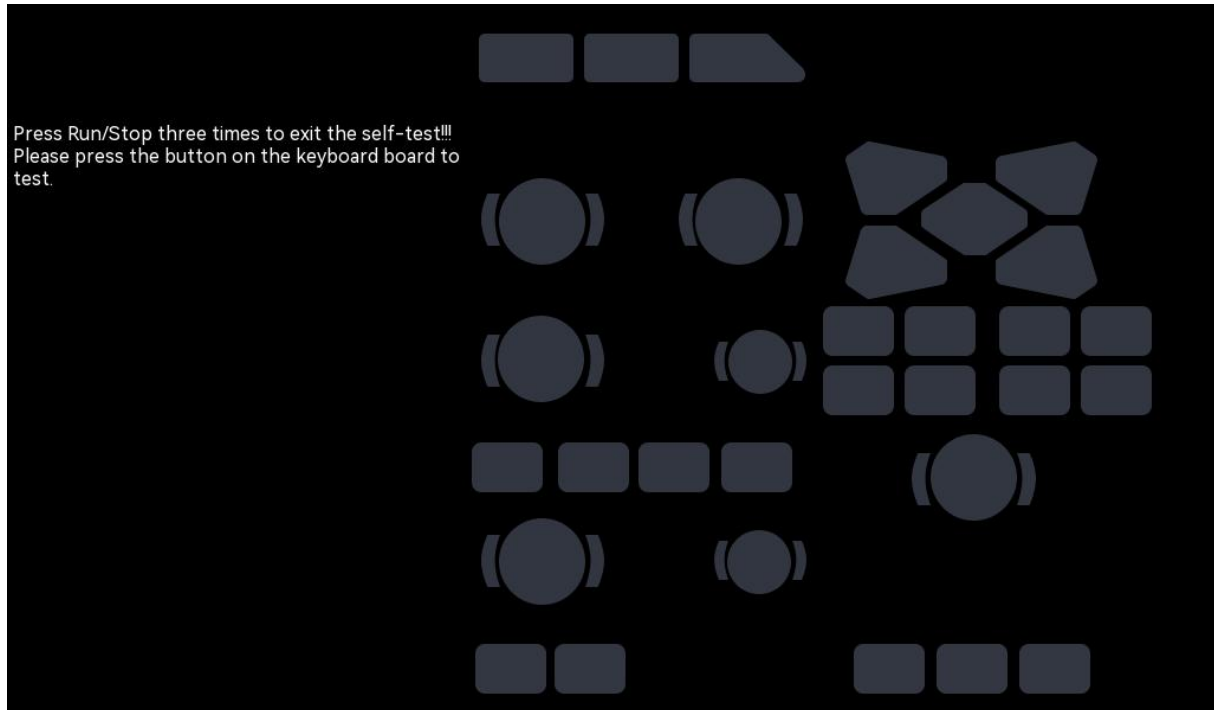 Press Run/Stop three times to exit the self-test!!!
Please press the button on the keyboard board to
test.